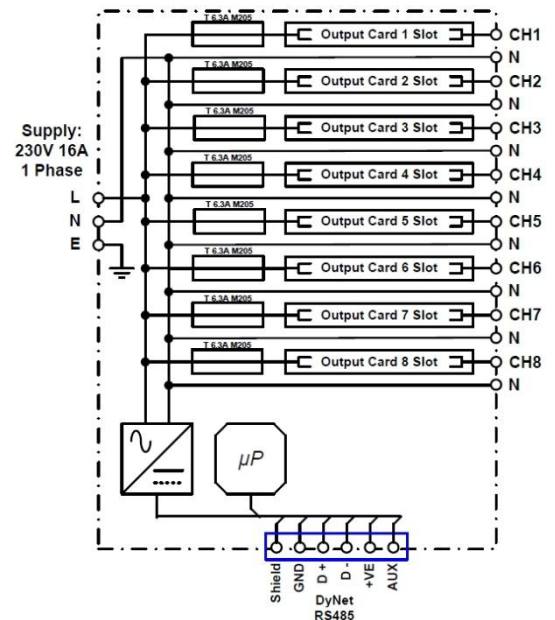 T 6.3A M205
Output Card 1 Slot
CH1
N
T 6.3A M205
Output Card 2 Slot
CH2
N
T 6.3A M205
Output Card 3 Slot
CH3
N
T 6.3A M205
Output Card 4 Slot
CH4
N
T 6.3A M205
Output Card 5 Slot
CH5
N
T 6.3A M205
Output Card 6 Slot
CH6
N
T 6.3A M205
Output Card 7 Slot
CH7
N
T 6.3A M205
Output Card 8 Slot
CH8
N
Supply:
230V 16A
1 Phase
L
N
E
µP
Shield
GND
D +
D -
+VE
AUX
DyNet
RS485